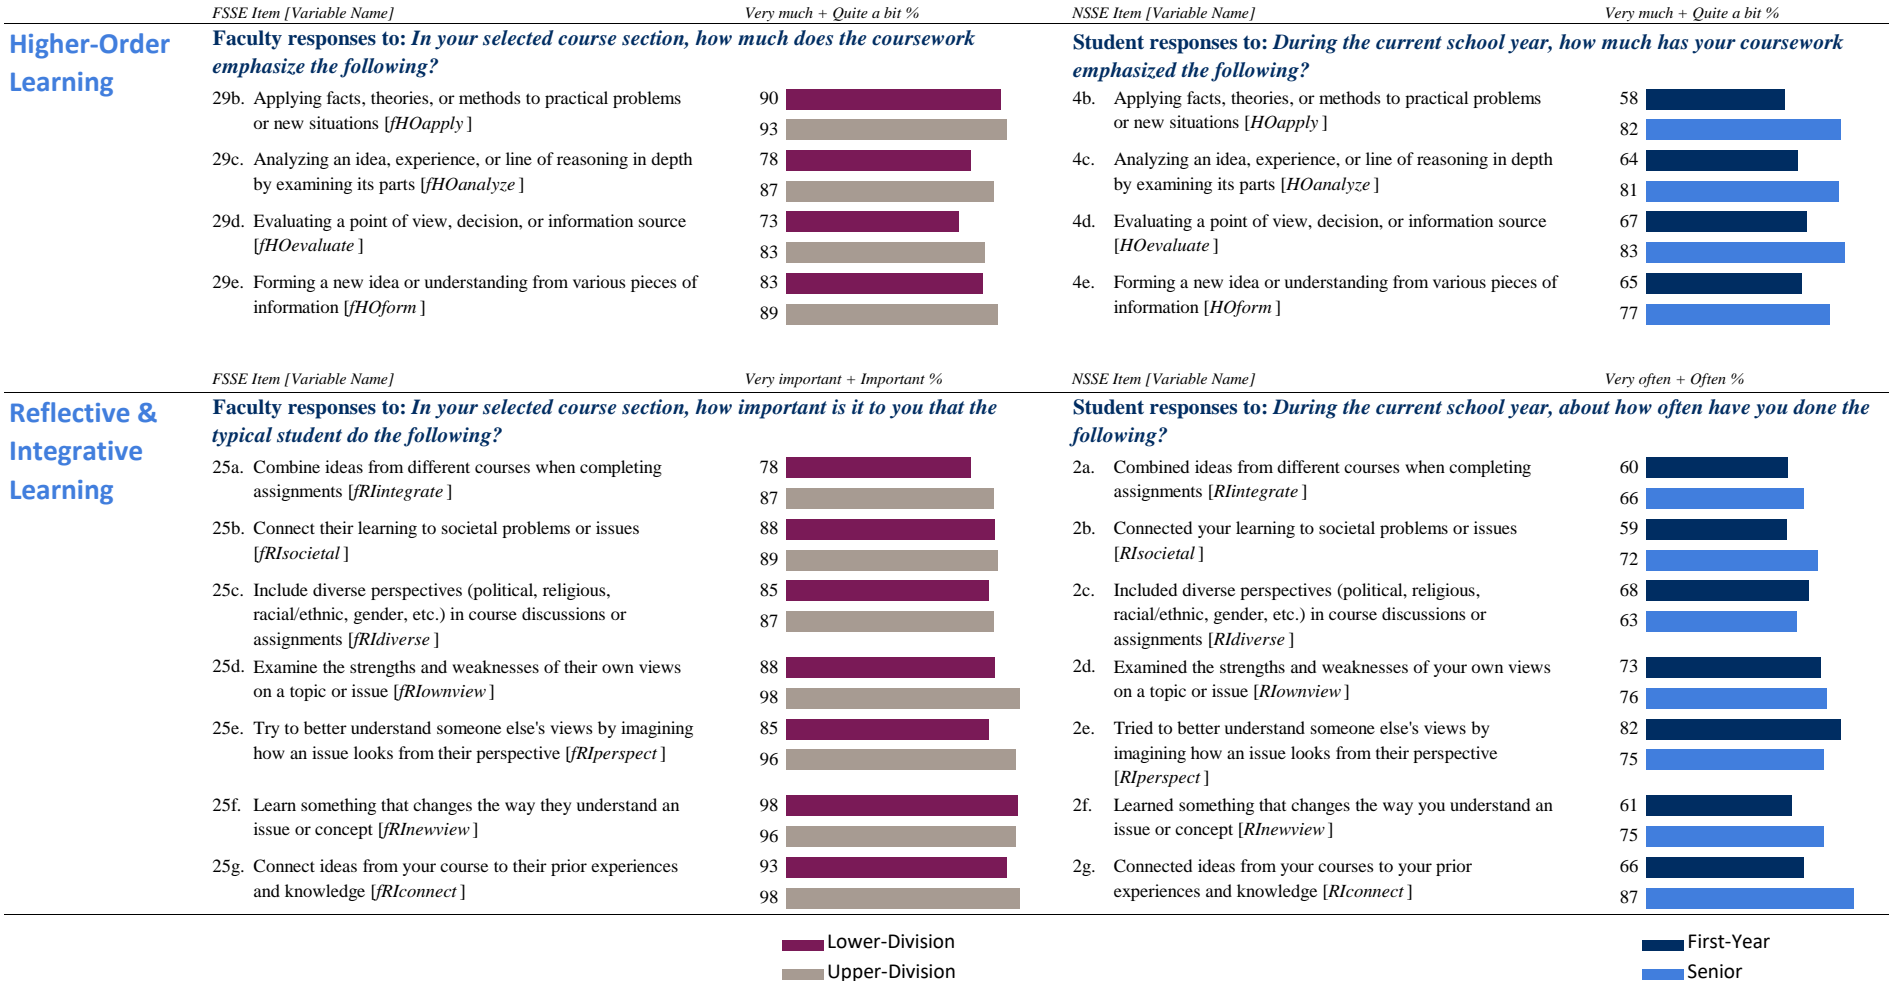 FSSE Item [Variable Name]
Very much + Quite a bit %
NSSE Item [Variable Name]
Very much + Quite a bit %
Higher-Order
Learning
Faculty responses to: In your selected course section, how much does the coursework
emphasize the following?
Student responses to: During the current school year, how much has your coursework
emphasized the following?
29b. Applying facts, theories, or methods to practical problems
or new situations [fHOapply ]
90
93
4b. Applying facts, theories, or methods to practical problems
or new situations [HOapply ]
58
82
29c. Analyzing an idea, experience, or line of reasoning in depth
by examining its parts [fHOanalyze ]
78
87
4c. Analyzing an idea, experience, or line of reasoning in depth
by examining its parts [HOanalyze ]
64
81
29d. Evaluating a point of view, decision, or information source
[fHOevaluate ]
73
83
4d. Evaluating a point of view, decision, or information source
[HOevaluate ]
67
83
29e. Forming a new idea or understanding from various pieces of
information [fHOform ]
83
89
4e. Forming a new idea or understanding from various pieces of
information [HOform ]
65
77
FSSE Item [Variable Name]
Very important + Important %
NSSE Item [Variable Name]
Very often + Often %
Reflective &
Integrative
Learning
Faculty responses to: In your selected course section, how important is it to you that the
typical student do the following?
Student responses to: During the current school year, about how often have you done the
following?
25a. Combine ideas from different courses when completing
assignments [fRIintegrate ]
78
87
2a. Combined ideas from different courses when completing
assignments [RIintegrate ]
60
66
25b. Connect their learning to societal problems or issues
[fRIsocietal ]
88
89
2b. Connected your learning to societal problems or issues
[RIsocietal ]
59
72
25c. Include diverse perspectives (political, religious,
racial/ethnic, gender, etc.) in course discussions or
assignments [fRIdiverse ]
85
87
2c. Included diverse perspectives (political, religious,
racial/ethnic, gender, etc.) in course discussions or
assignments [RIdiverse ]
68
63
25d. Examine the strengths and weaknesses of their own views
on a topic or issue [fRIownview ]
88
98
2d. Examined the strengths and weaknesses of your own views
on a topic or issue [RIownview ]
73
76
25e. Try to better understand someone else's views by imagining
how an issue looks from their perspective [fRIperspect ]
85
96
2e. Tried to better understand someone else's views by
imagining how an issue looks from their perspective
[RIperspect ]
82
75
25f. Learn something that changes the way they understand an
issue or concept [fRInewview ]
98
96
2f. Learned something that changes the way you understand an
issue or concept [RInewview ]
61
75
25g. Connect ideas from your course to their prior experiences
and knowledge [fRIconnect ]
93
98
2g. Connected ideas from your courses to your prior
experiences and knowledge [RIconnect ]
66
87
Lower-Division
Upper-Division
First-Year
Senior